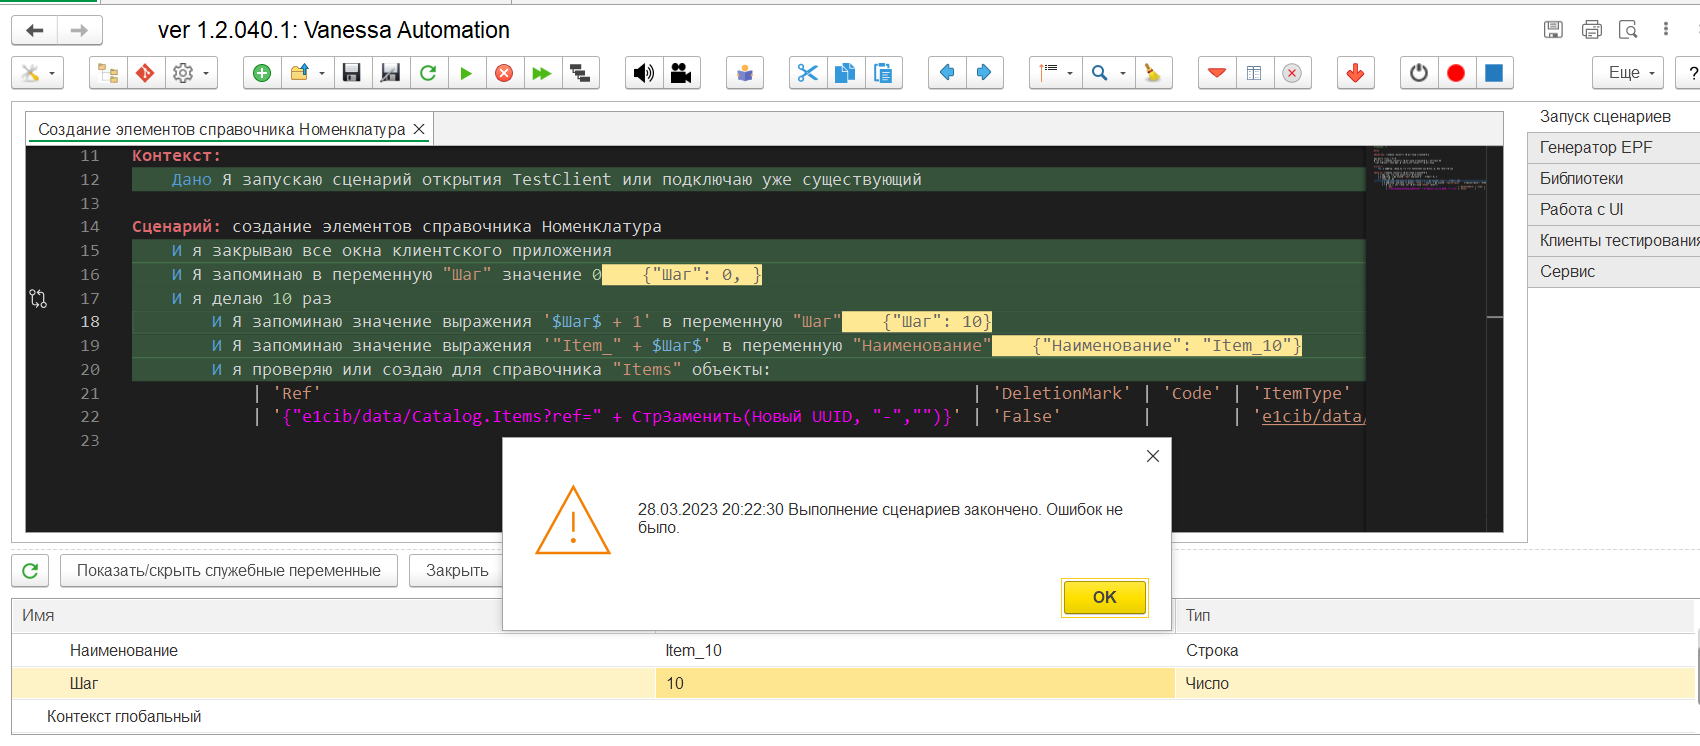 ver 1.2.040.1: Vanessa Automation
Еще
?
Создание элементов справочника Номенклатура
Запуск сценариев
Генератор EPF
Библиотеки
Работа с UI
Клиенты тестирования
Сервис
11 Контекст:
12 Дано Я запускаю сценарий открытия TestClient или подключаю уже существующий
13
14 Сценарий: создание элементов справочника Номенклатура
15 И я закрываю все окна клиентского приложения
16 И Я запоминаю в переменную "Шаг" значение 0 {"Шаг": 0, }
17 И я делаю 10 раз
18 И Я запоминаю значение выражения '$Шаг$ + 1' в переменную "Шаг" {"Шаг": 10}
19 И Я запоминаю значение выражения '"Item_" + $Шаг$' в переменную "Наименование" {"Наименование": "Item_10"}
20 И я проверяю или создаю для справочника "Items" объекты:
21 | 'Ref' | 'DeletionMark' | 'Code' | 'ItemType'
22 | '{"e1cib/data/Catalog.Items?ref=" + СтрЗаменить(Новый UUID, "-","")}' | 'False' | | 'e1cib/data/
23
28.03.2023 20:22:30 Выполнение сценариев закончено. Ошибок не
было.
OK
Показать/скрыть служебные переменные
Закрыть
Имя Тип
Наименование Item_10 Строка
Шаг 10 Число
Контекст глобальный